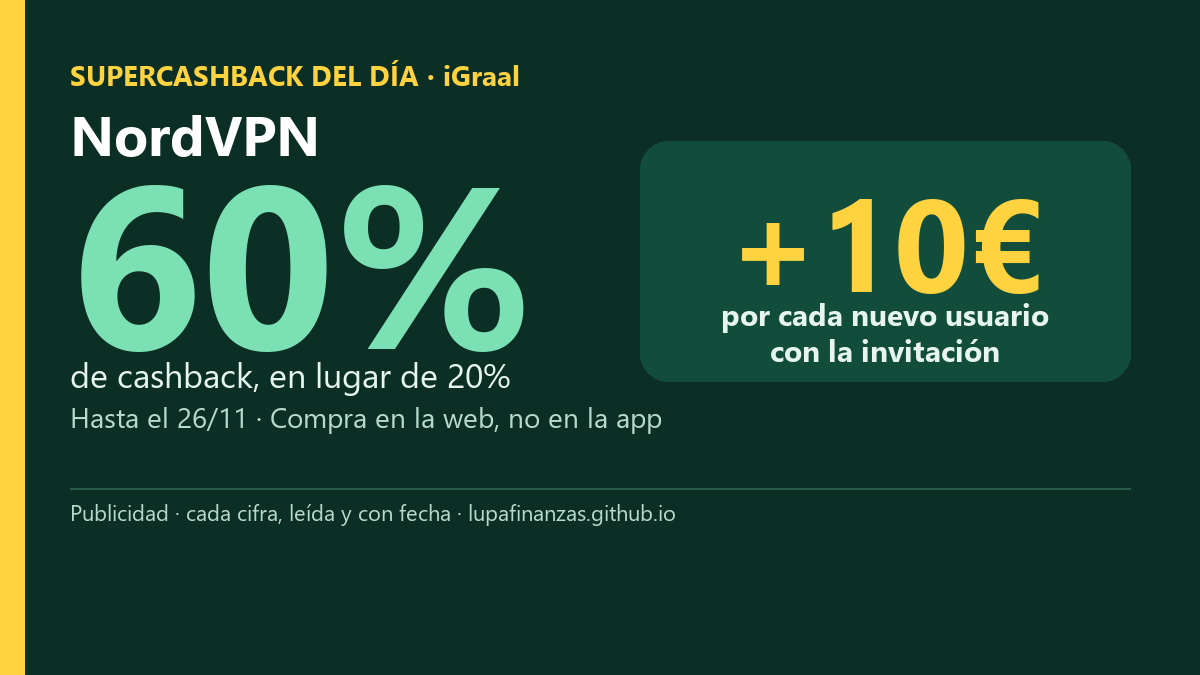 SUPERCASHBACK DEL DÍA · iGraal
NordVPN
60%
de cashback, en lugar de 20%
Hasta el 26/11 · Compra en la web, no en la app
+10€
por cada nuevo usuario
con la invitación
Publicidad · cada cifra, leída y con fecha · lupafinanzas.github.io